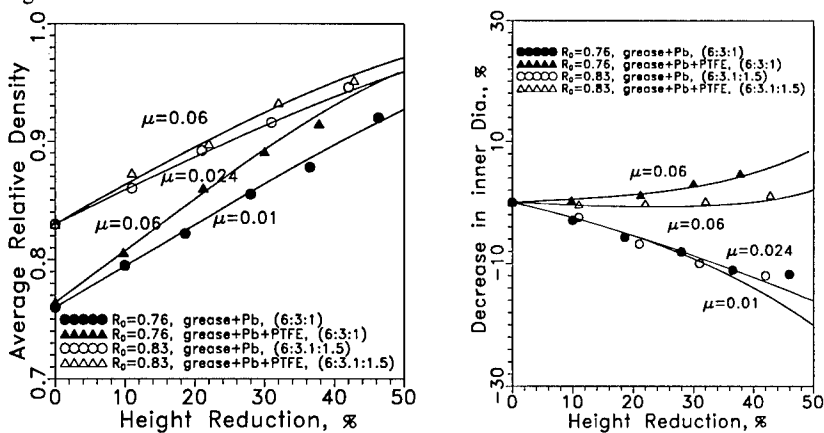 1.0
0.9
0.8
0.7
Average Relative Density
μ=0.06
μ=0.024
μ=0.06
μ=0.01
R₀=0.76, grease+Pb, (6:3:1)
R₀=0.76, grease+Pb+PTFE, (6:3:1)
R₀=0.83, grease+Pb, (6:3.1:1.5)
R₀=0.83, grease+Pb+PTFE, (6:3.1:1.5)
0 10 20 30 40 50
Height Reduction, %
30
10
-10
-30
Decrease in inner Dia., %
R₀=0.76, grease+Pb, (6:3:1)
R₀=0.76, grease+Pb+PTFE, (6:3:1)
R₀=0.83, grease+Pb, (6:3.1:1.5)
R₀=0.83, grease+Pb+PTFE, (6:3.1:1.5)
μ=0.06
μ=0.06
μ=0.024
μ=0.01
0 10 20 30 40 50
Height Reduction, %